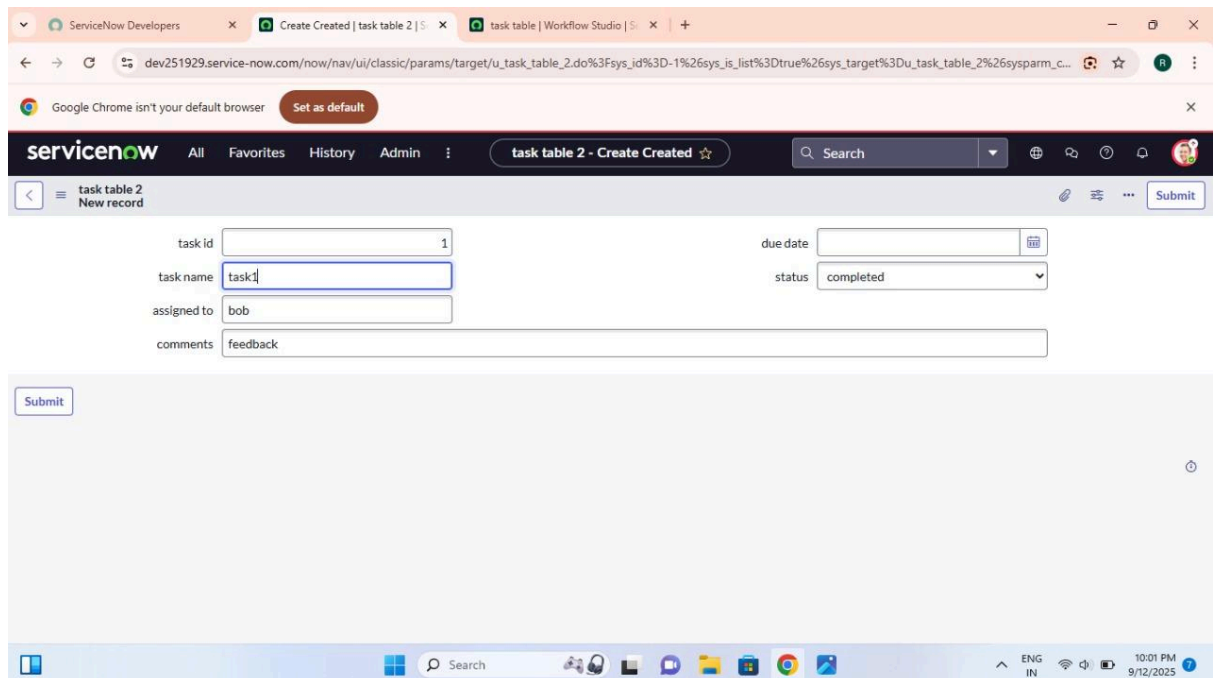 ServiceNow Developers
Create Created | task table 2 | S
task table | Workflow Studio | S
dev251929.service-now.com/now/nav/ui/classic/params/target/u_task_table_2.do%3Fsys_id%3D-1%26sys_is_list%3Dtrue%26sys_target%3Du_task_table_2%26sysparm_c...
R
Google Chrome isn't your default browser
Set as default
servicenow
All
Favorites
History
Admin
task table 2 - Create Created
Search
task table 2
New record
Submit
task id
1
due date
task name
task1
status
completed
assigned to
bob
comments
feedback
Submit
Search
ENG
IN
10:01 PM
9/12/2025
7